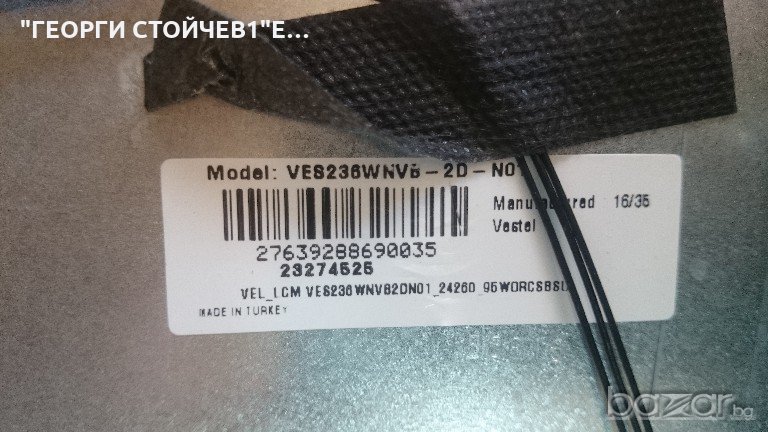 "ГЕОРГИ СТОЙЧЕВ1"Е...
Model: VES236WNVB-2D-N01
Manufactured : 16/35
Vestel
27639288690035
23274525
VEL_LCM VES236WNVB2DN01_24260
MADE IN TURKEY
bazar.bg